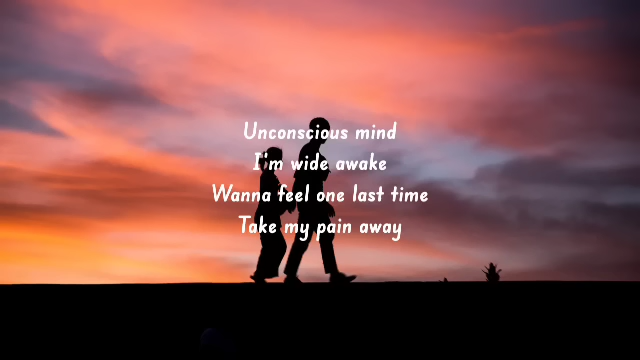 Unconscious mind
I'm wide awake
Wanna feel one last time
Take my pain away